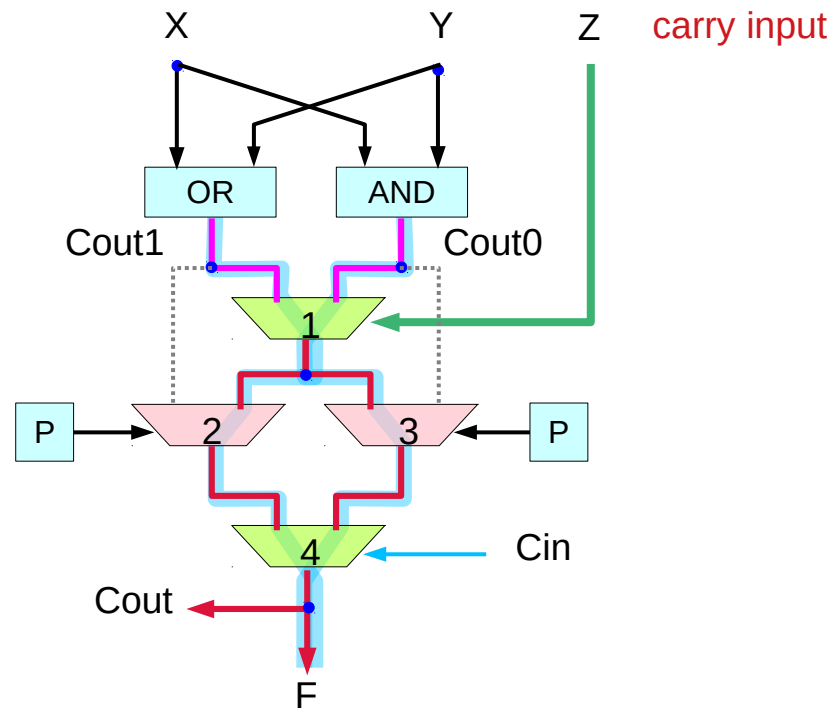 X Y Z carry input
OR AND
Cout1 Cout0
1
P 2 3 P
4 Cin
Cout
F